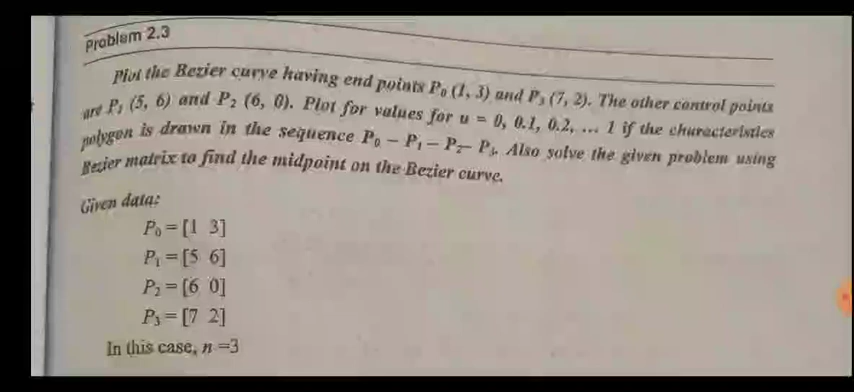 Problem 2.3
Plot the Bezier curve having end points P₀ (1, 3) and P₃ (7, 2). The other control points
are P₁ (5, 6) and P₂ (6, 0). Plot for values for u = 0, 0.1, 0.2, ... 1 if the characteristics
polygon is drawn in the sequence P₀ – P₁ – P₂– P₃. Also solve the given problem using
Bezier matrix to find the midpoint on the Bezier curve.
Given data:
P₀ = [1 3]
P₁ = [5 6]
P₂ = [6 0]
P₃ = [7 2]
In this case, n =3